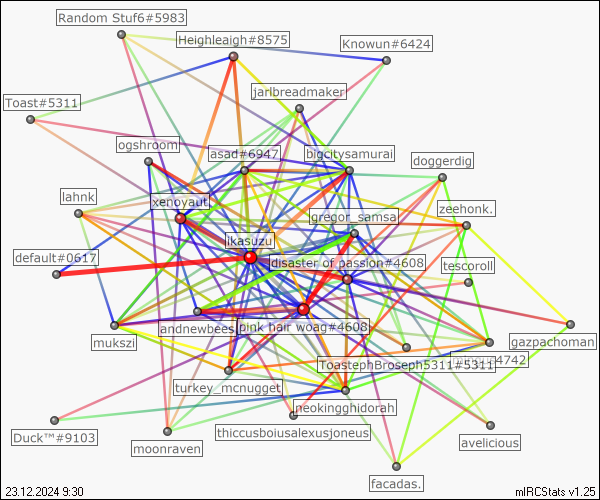 Random Stuf6#5983
Heighleaigh#8575
Knowun#6424
jarlbreadmaker
Toast#5311
ogshroom
asad#6947
bigcitysamurai
doggerdig
lahnk
xenoyaut
gregor_samsa
zeehonk.
ikasuzu
default#0617
disaster of passion#4608
tescoroll
andnewbees
pink hair woag#4608
mukszi
gazpachoman
ToastephBroseph5311#5311
4742
turkey_mcnugget
neokingghidorah
thiccusboiusalexusjoneus
Duck™#9103
moonraven
avelicious
facadas.
23.12.2024 9:30
mIRCStats v1.25